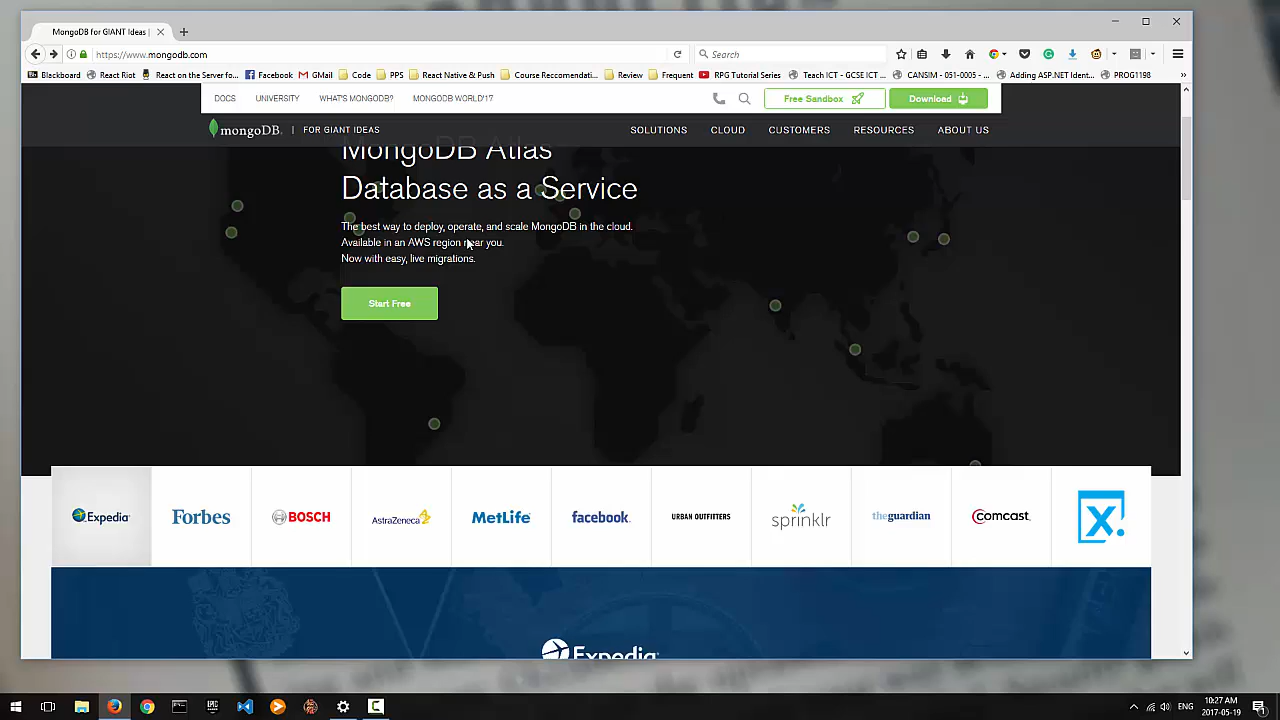 MongoDB for GIANT Ideas |
https://www.mongodb.com
Search
Blackboard
React Riot
React on the Server fo...
Facebook
GMail
Code
PPS
React Native & Push
Course Reccomendati...
Review
Frequent
RPG Tutorial Series
Teach ICT - GCSE ICT ...
CANSIM - 051-0005 - ...
Adding ASP.NET Ident...
PROG1198
DOCS
UNIVERSITY
WHAT'S MONGODB?
MONGODB WORLD'17
Free Sandbox
Download
mongoDB. | FOR GIANT IDEAS
SOLUTIONS
CLOUD
CUSTOMERS
RESOURCES
ABOUT US
MongoDB Atlas
Database as a Service
The best way to deploy, operate, and scale MongoDB in the cloud.
Available in an AWS region near you.
Now with easy, live migrations.
Start Free
Expedia
Forbes
BOSCH
AstraZeneca
MetLife
facebook.
URBAN OUTFITTERS
sprinklr
theguardian
comcast.
X.
Expedia
ENG
10:27 AM
2017-05-19